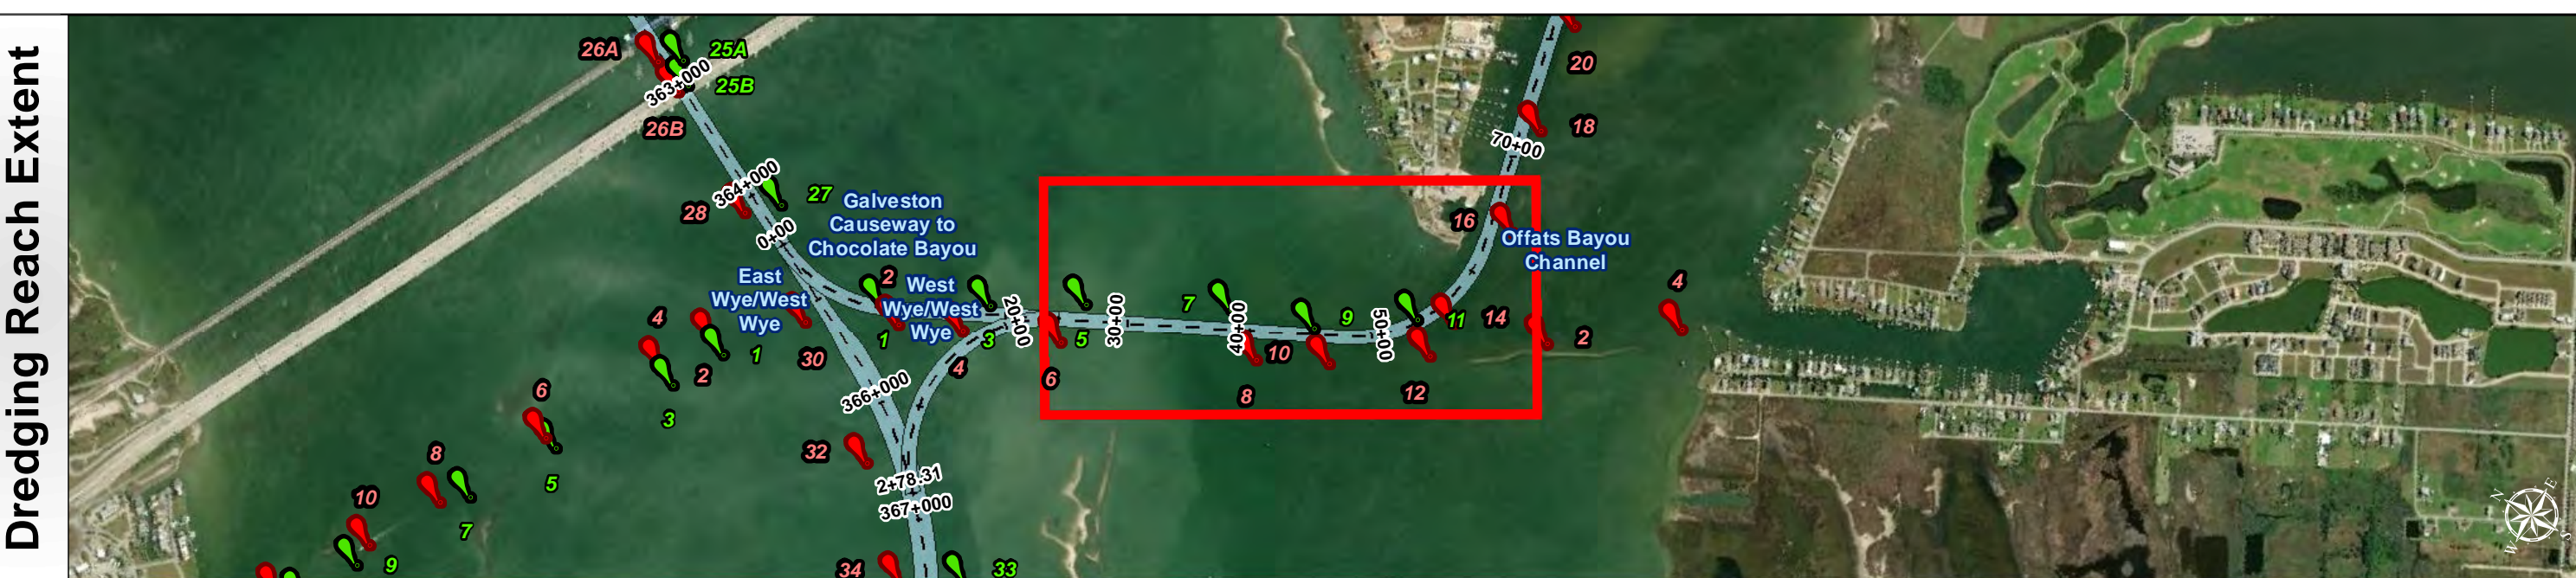 Dredging Reach Extent
26A
25A
363+000
25B
26B
20
18
70+00
364+000
27
28
0+00
Galveston
Causeway to
Chocolate Bayou
16
Offats Bayou
Channel
East
Wye/West
Wye
2
West
Wye/West
Wye
20+00
30+00
7
40+00
9
50+00
11
14
2
4
4
2
1
30
1
3
4
5
6
10
8
12
3
366+000
6
5
8
7
10
9
32
2+78.31
367+000
34
33
N
E
W
S